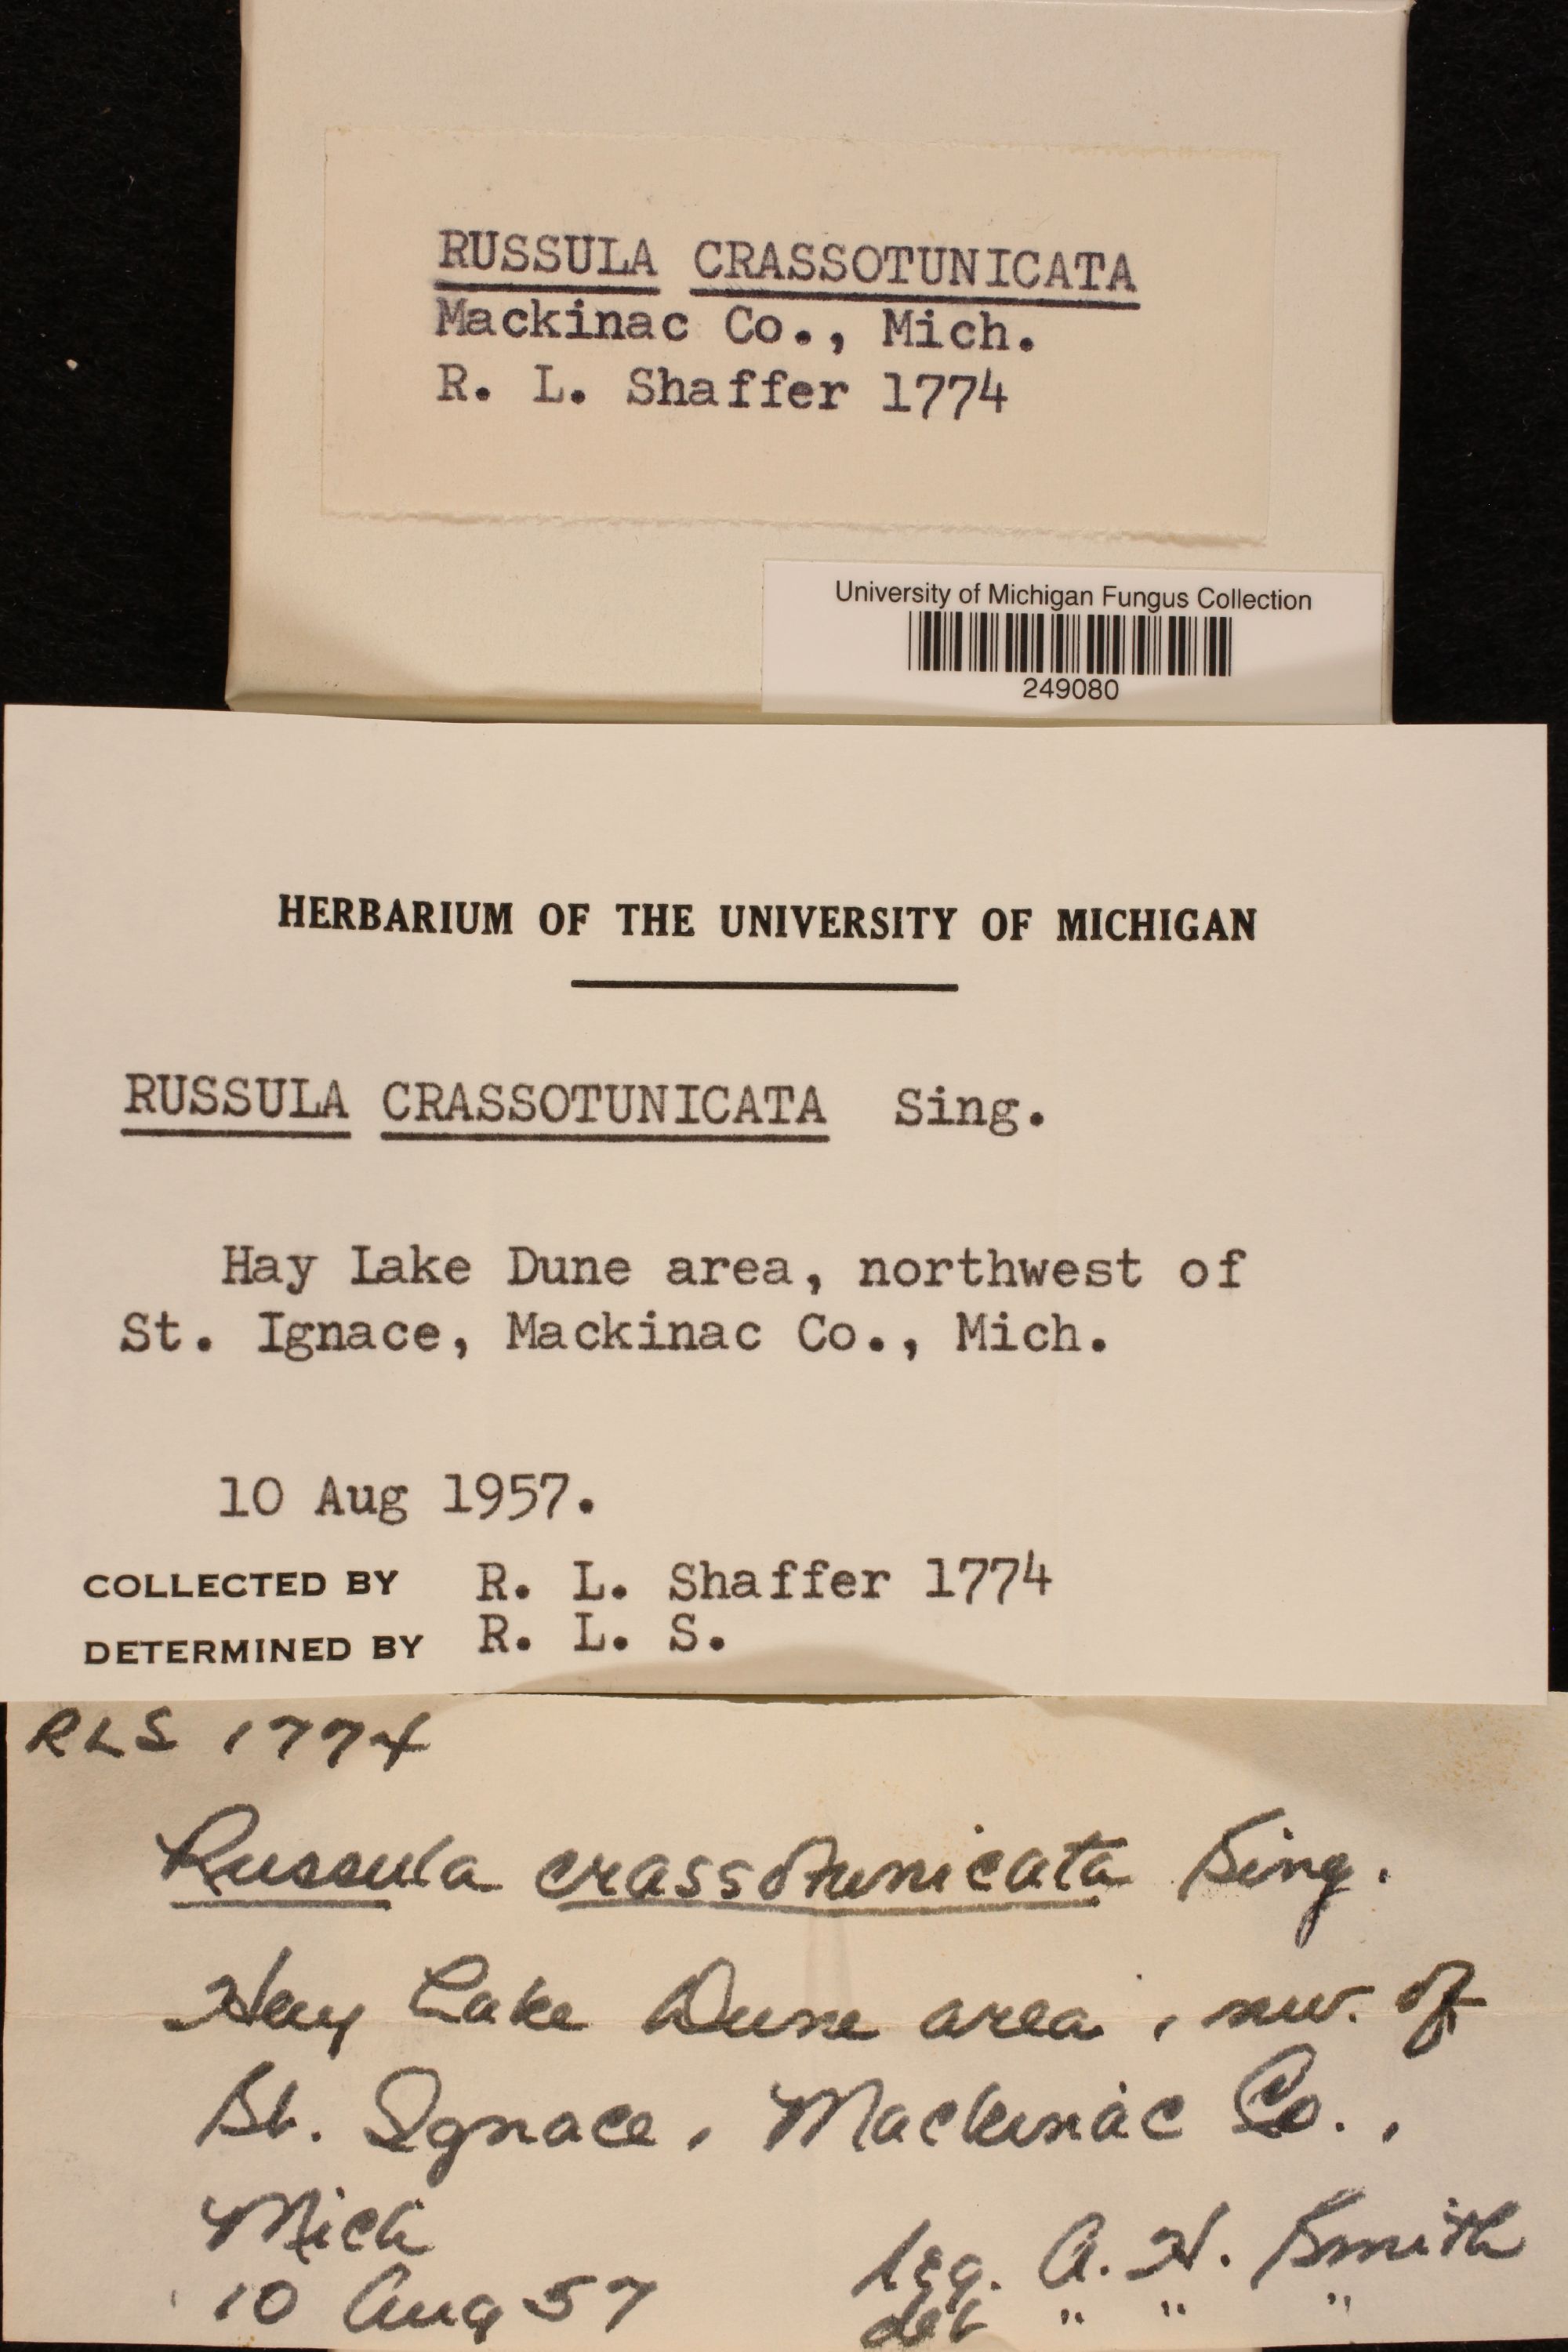 RUSSULA CRASSOTUNICATA
Mackinac Co., Mich.
R. L. Shaffer 1774
University of Michigan Fungus Collection
249080
HERBARIUM OF THE UNIVERSITY OF MICHIGAN
RUSSULA CRASSOTUNICATA Sing.
Hay Lake Dune area, northwest of
St. Ignace, Mackinac Co., Mich.
10 Aug 1957.
COLLECTED BY R. L. Shaffer 1774
DETERMINED BY R. L. S.
RLS 1774
Russula crassotunicata Sing.
Hay Lake Dune area, nw. of
St. Ignace, Mackinac Co.,
Mich
10 Aug 57
leg. A. H. Smith
det " " "